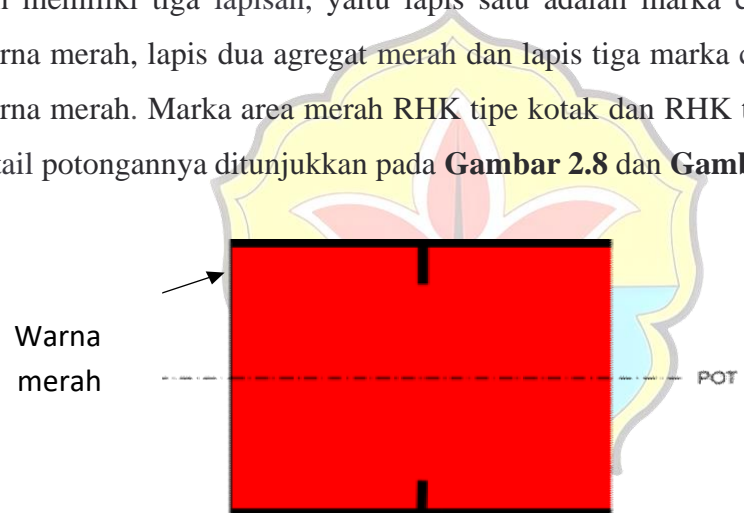 memiliki tiga lapisan, yaitu lapis satu adalah marka
rna merah, lapis dua agregat merah dan lapis tiga marka
rna merah. Marka area merah RHK tipe kotak dan RHK
tail potongannya ditunjukkan pada Gambar 2.8 dan Gamb
Warna
merah
POT